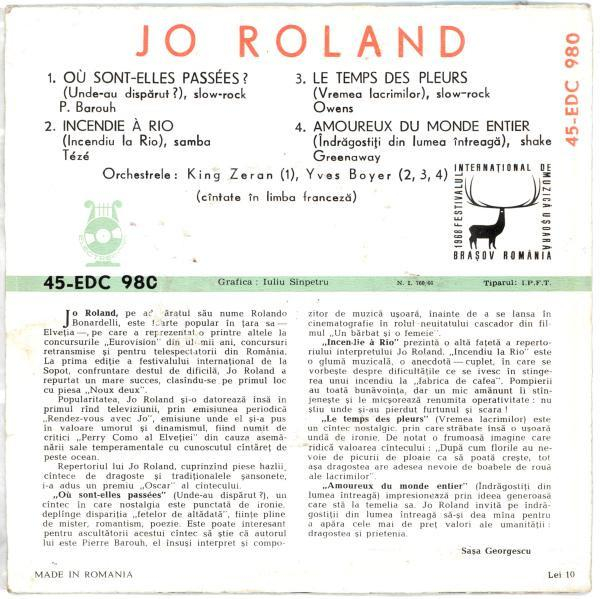 JO ROLAND
1. OÙ SONT-ELLES PASSÉES?
(Unde-au dispărut?), slow-rock
P. Barouh
2. INCENDIE À RIO
(Incendiu la Rio), samba
Tézé
3. LE TEMPS DES PLEURS
(Vremea lacrimilor), slow-rock
Owens
4. AMOUREUX DU MONDE ENTIER
(Îndrăgostiți din lumea întreagă), shake
Greenaway
Orchestrele: King Zeran (1), Yves Boyer (2, 3, 4)
(cîntate în limba franceză)
45-EDC 980
1968 FESTIVALUL INTERNAȚIONAL DE MUZICĂ UȘOARĂ
BRAȘOV ROMÂNIA
45-EDC 980
Grafica: Iuliu Sînpetru
Tiparul: I.P.F.T.
Jo Roland, pe adevăratul său nume Rolando
Bonardelli, este foarte popular în țara sa —
Elveția —, pe care a reprezentat-o printre altele la
concursurile „Eurovision" din ultimii ani, concursuri
retransmise și pentru telespectatorii din România.
La prima ediție a festivalului internațional de la
Sopot, confruntare destul de dificilă, Jo Roland a
repurtat un mare succes, clasîndu-se pe primul loc
cu piesa „Noux deux".
Popularitatea, Jo Roland și-o datorează însă în
primul rînd televiziunii, prin emisiunea periodică
„Rendez-vous avec Jo", emisiune unde el și-a pus
în valoare umorul și dinamismul, fiind numit de
critici „Perry Como al Elveției" din cauza asemă-
nării sale temperamentale cu cunoscutul cîntăreț de
peste ocean.
Repertoriul lui Jo Roland, cuprinzînd piese hazlii
cîntece de dragoste și tradiționalele șansonete,
i-a adus un premiu „Oscar" al cîntecului.
„Où sont-elles passées" (Unde-au dispărut?), un
cîntec în care nostalgia este punctată de ironie,
deplînge dispariția „fetelor de altădată", ființe pline
de mister, romantism, poezie. Este poate interesant
pentru ascultătorii acestui cîntec să știe că autorul
lui este Pierre Barouh, el însuși interpret și compo-
zitor de muzică ușoară, înainte de a se lansa în
cinematografie în rolul neuitatului cascador din fil-
mul „Un bărbat și o femeie".
„Incendie à Rio" prezintă o altă fațetă a reperto-
riului interpretului Jo Roland. „Incendiu la Rio" este
o glumă muzicală, o anecdotă — cuplet, în care se
vorbește despre dificultățile ce se ivesc în stinge-
rea unui incendiu la „fabrica de cafea". Pompierii
au toată bunăvoința, dar un mic amănunt îi stîn-
jenește și le micșorează renumita operativitate: nu
știu unde și-au pierdut furtunul și scara!
„Le temps des pleurs" (Vremea lacrimilor) este
un cîntec nostalgic, prin care străbate însă o ușoară
undă de ironie. De notat o frumoasă imagine care
ridică valoarea cîntecului: „După cum florile au ne-
voie de picuri de ploaie ca să poată crește, tot
așa dragostea are adesea nevoie de boabele de rouă
ale lacrimilor".
„Amoureux du monde entier" (Îndrăgostiți din
lumea întreagă) impresionează prin ideea generoasă
care stă la temelia sa. Jo Roland invită pe îndră-
gostiții din lumea întreagă să-și dea mîna pentru
a apăra cele mai de preț valori ale umanității:
dragostea și prietenia.
Sașa Georgescu
MADE IN ROMANIA
Lei 10